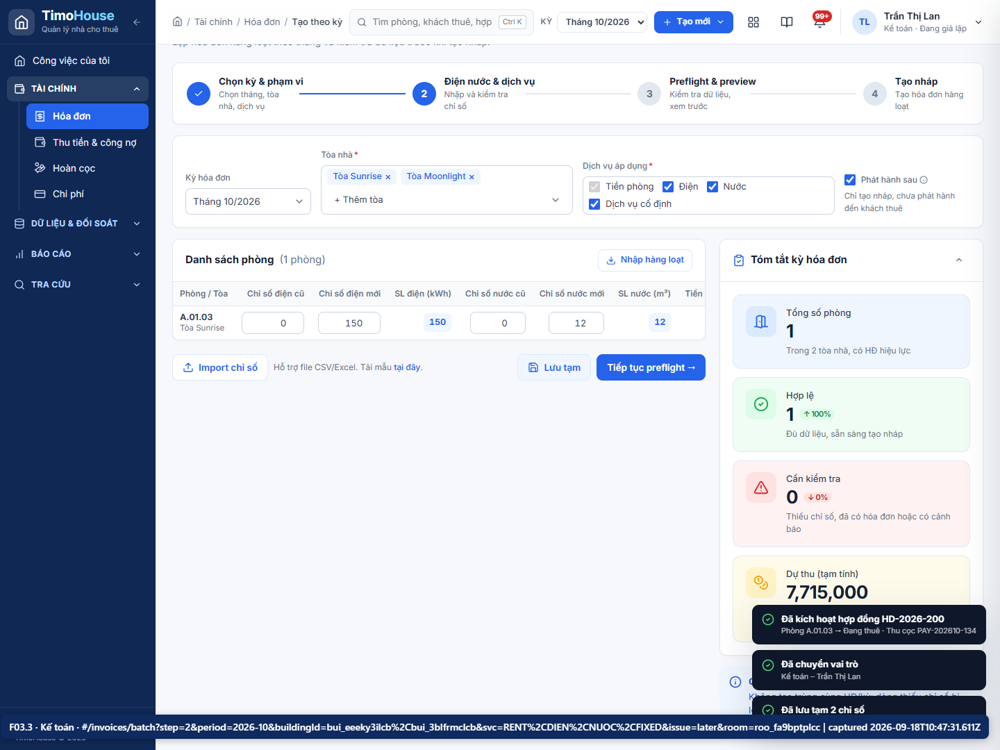 TimoHouse
Quản lý nhà cho thuê
Công việc của tôi
TÀI CHÍNH
Hóa đơn
Thu tiền & công nợ
Hoàn cọc
Chi phí
DỮ LIỆU & ĐỐI SOÁT
BÁO CÁO
TRA CỨU
/ Tài chính / Hóa đơn / Tạo theo kỳ
Tìm phòng, khách thuê, hợp
Ctrl K
KỲ
Tháng 10/2026
Tạo mới
99+
TL
Trần Thị Lan
Kế toán · Đang giả lập
1
Chọn kỳ & phạm vi
Chọn tháng, tòa
nhà, dịch vụ
2
Điện nước & dịch vụ
Nhập và kiểm tra
chỉ số
3
Preflight & preview
Kiểm tra dữ liệu,
xem trước
4
Tạo nháp
Tạo hóa đơn hàng
loạt
Kỳ hóa đơn
Tháng 10/2026
Tòa nhà *
Tòa Sunrise ×
Tòa Moonlight ×
+ Thêm tòa
Dịch vụ áp dụng *
Tiền phòng
Điện
Nước
Dịch vụ cố định
Phát hành sau
Chỉ tạo nháp, chưa phát hành
đến khách thuê
Danh sách phòng (1 phòng)
Nhập hàng loạt
Phòng / Tòa
Chỉ số điện cũ
Chỉ số điện mới
SL điện (kWh)
Chỉ số nước cũ
Chỉ số nước mới
SL nước (m³)
Tiền
A.01.03
Tòa Sunrise
0
150
150
0
12
12
Import chỉ số
Hỗ trợ file CSV/Excel. Tải mẫu tại đây.
Lưu tạm
Tiếp tục preflight →
Tóm tắt kỳ hóa đơn
Tổng số phòng
1
Trong 2 tòa nhà, có HĐ hiệu lực
Hợp lệ
1
↑ 100%
Đủ dữ liệu, sẵn sàng tạo nháp
Cần kiểm tra
0
↓ 0%
Thiếu chỉ số, đã có hóa đơn hoặc có cảnh
báo
Dự thu (tạm tính)
7,715,000
Đã kích hoạt hợp đồng HD-2026-200
Phòng A.01.03 → Đang thuê · Thu cọc PAY-202610-134
Đã chuyển vai trò
Kế toán – Trần Thị Lan
Đã lưu tạm 2 chỉ số
F03.3 · Kế toán · #/invoices/batch?step=2&period=2026-10&buildingId=bui_eeeky3ilcb%2Cbui_3blfrmclcb&svc=RENT%2CDIEN%2CNUOC%2CFIXED&issue=later&room=roo_fa9bptplcc | captured 2026-09-18T10:47:31.611Z